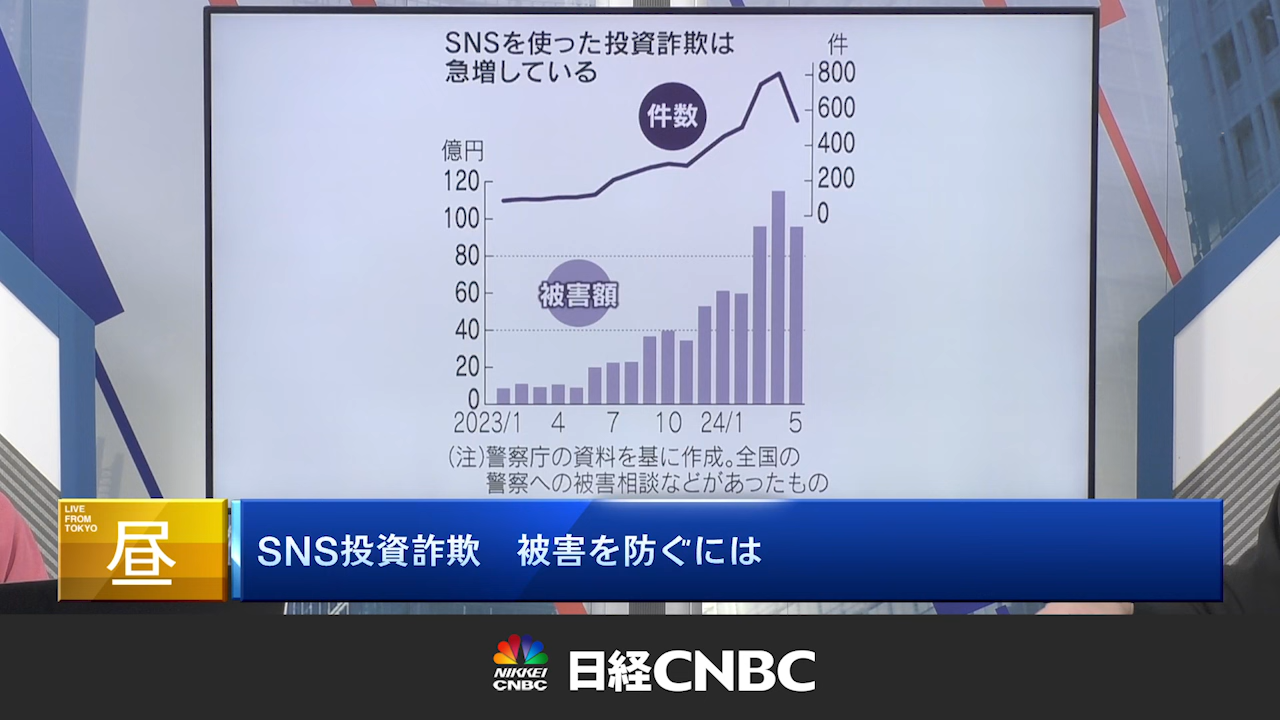 SNSを使った投資詐欺は
急増している
件
800
600
400
200
0
件数
億円
120
100
80
60
40
20
0
被害額
2023/1 4 7 10 24/1 5
(注)警察庁の資料を基に作成。全国の
警察への被害相談などがあったもの
LIVE
FROM
TOKYO
昼
SNS投資詐欺 被害を防ぐには
NIKKEI
CNBC
日経CNBC